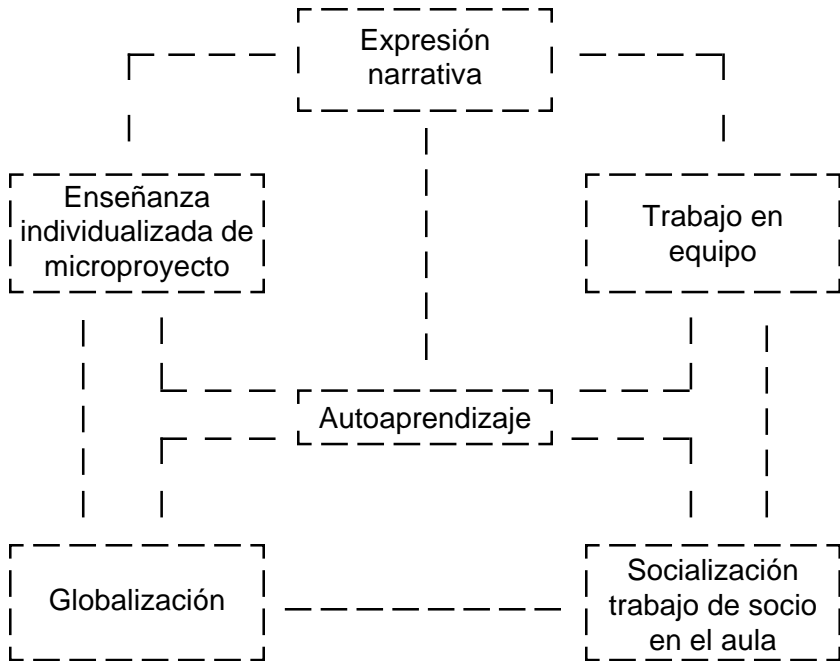 Expresión
narrativa
Enseñanza
individualizada de
microproyecto
Trabajo en
equipo
Autoaprendizaje
Globalización
Socialización
trabajo de socio
en el aula